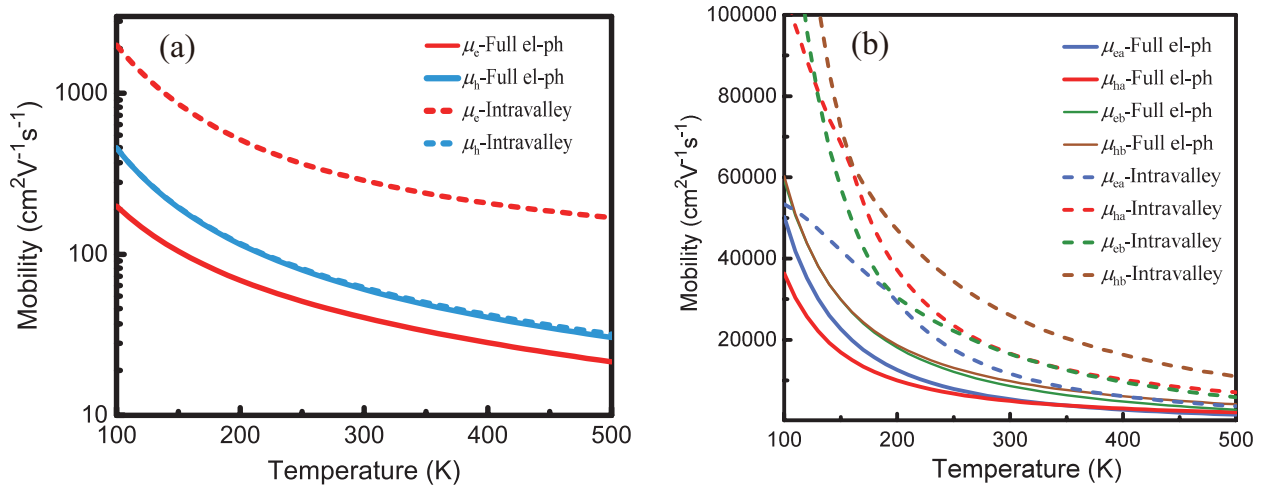 (a)
μe-Full el-ph
μh-Full el-ph
μe-Intravalley
μh-Intravalley
1000
100
10
Mobility (cm²V⁻¹s⁻¹)
100
200
300
400
500
Temperature (K)
(b)
μea-Full el-ph
μha-Full el-ph
μeb-Full el-ph
μhb-Full el-ph
μea-Intravalley
μha-Intravalley
μeb-Intravalley
μhb-Intravalley
100000
80000
60000
40000
20000
Mobility (cm²V⁻¹s⁻¹)
100
200
300
400
500
Temperature (K)